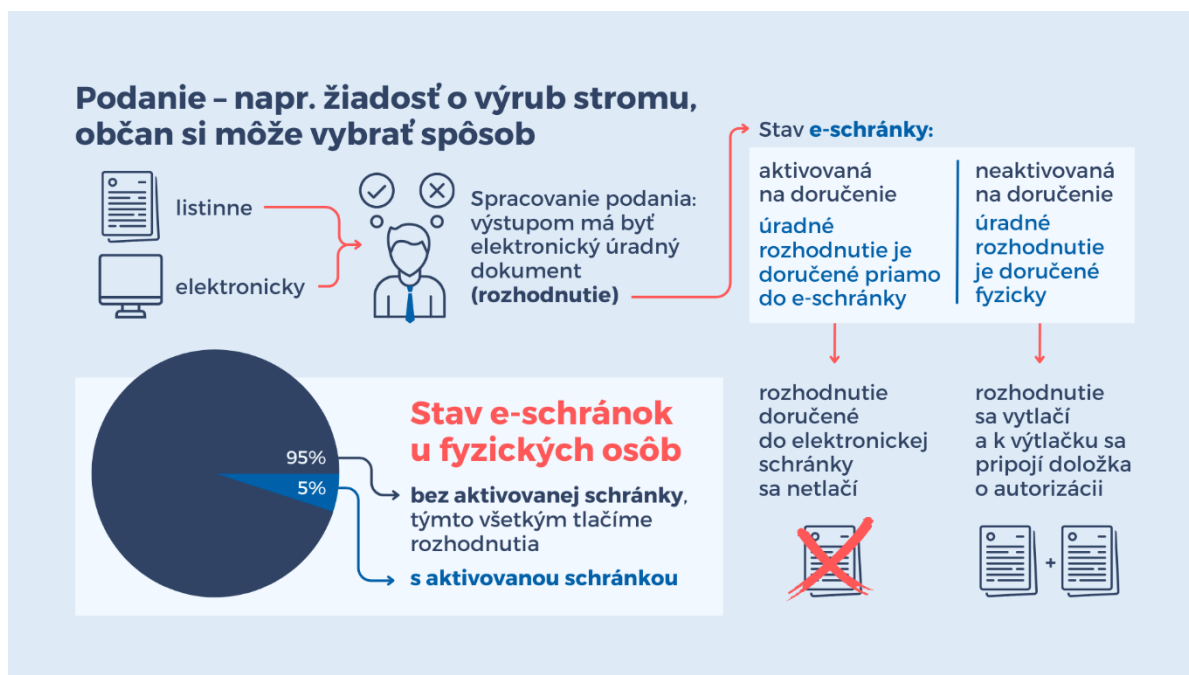 Podanie – napr. žiadosť o výrub stromu,
občan si môže vybrať spôsob
listinne
elektronicky
Spracovanie podania:
výstupom má byť
elektronický úradný
dokument
(rozhodnutie)
Stav e-schránky:
aktivovaná
na doručenie
úradné
rozhodnutie je
doručené priamo
do e-schránky
neaktivovaná
na doručenie
úradné
rozhodnutie
je doručené
fyzicky
rozhodnutie
doručené
do elektronickej
schránky
sa netlačí
rozhodnutie
sa vytlačí
a k výtlačku sa
pripojí doložka
o autorizácii
+
Stav e-schránok
u fyzických osôb
95%
5%
bez aktivovanej schránky,
týmto všetkým tlačíme
rozhodnutia
s aktivovanou schránkou